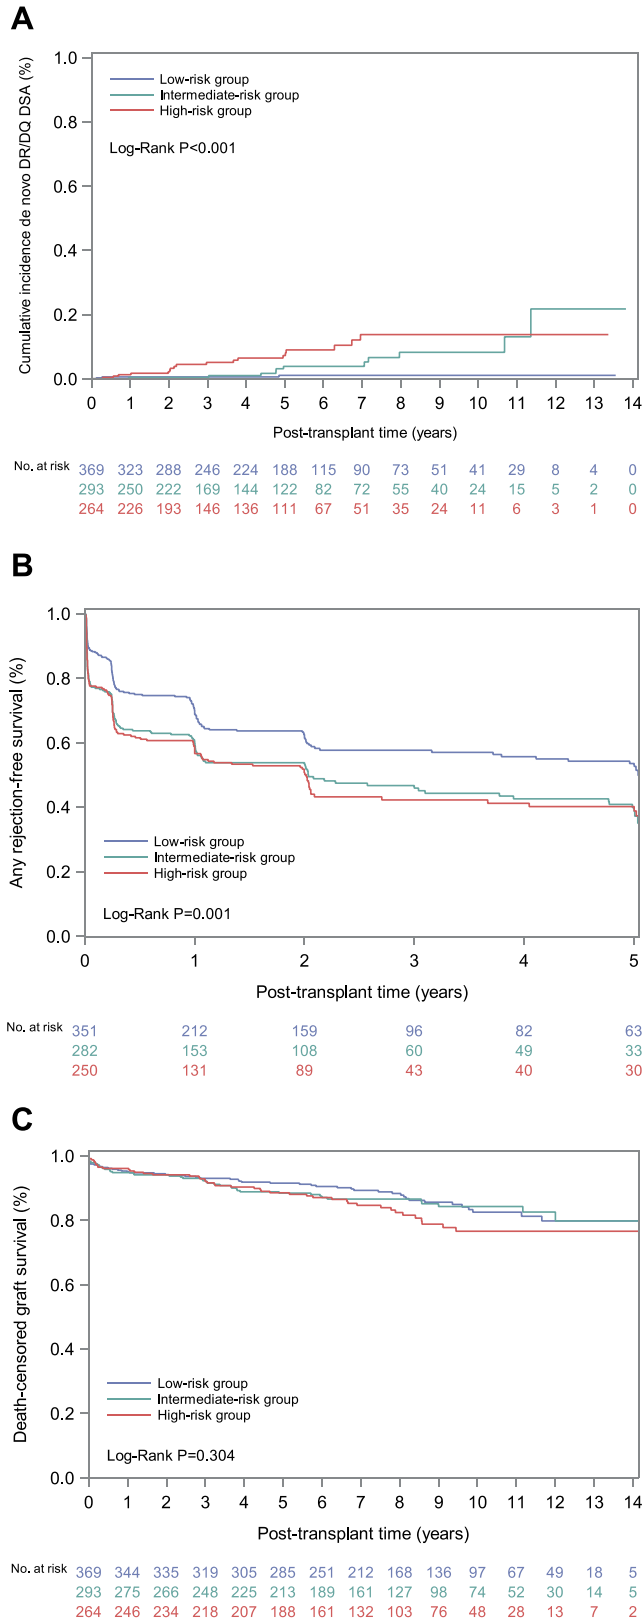 A
Cumulative incidence de novo DR/DQ DSA (%)
1.0
0.8
0.6
0.4
0.2
0.0
Low-risk group
Intermediate-risk group
High-risk group
Log-Rank P<0.001
0 1 2 3 4 5 6 7 8 9 10 11 12 13 14
Post-transplant time (years)
No. at risk 369 323 288 246 224 188 115 90 73 51 41 29 8 4 0
293 250 222 169 144 122 82 72 55 40 24 15 5 2 0
264 226 193 146 136 111 67 51 35 24 11 6 3 1 0
B
Any rejection-free survival (%)
1.0
0.8
0.6
0.4
0.2
0.0
Low-risk group
Intermediate-risk group
High-risk group
Log-Rank P=0.001
0 1 2 3 4 5
Post-transplant time (years)
No. at risk 351 212 159 96 82 63
282 153 108 60 49 33
250 131 89 43 40 30
C
Death-censored graft survival (%)
1.0
0.8
0.6
0.4
0.2
0.0
Low-risk group
Intermediate-risk group
High-risk group
Log-Rank P=0.304
0 1 2 3 4 5 6 7 8 9 10 11 12 13 14
Post-transplant time (years)
No. at risk 369 344 335 319 305 285 251 212 168 136 97 67 49 18 5
293 275 266 248 225 213 189 161 127 98 74 52 30 14 5
264 246 234 218 207 188 161 132 103 76 48 28 13 7 2